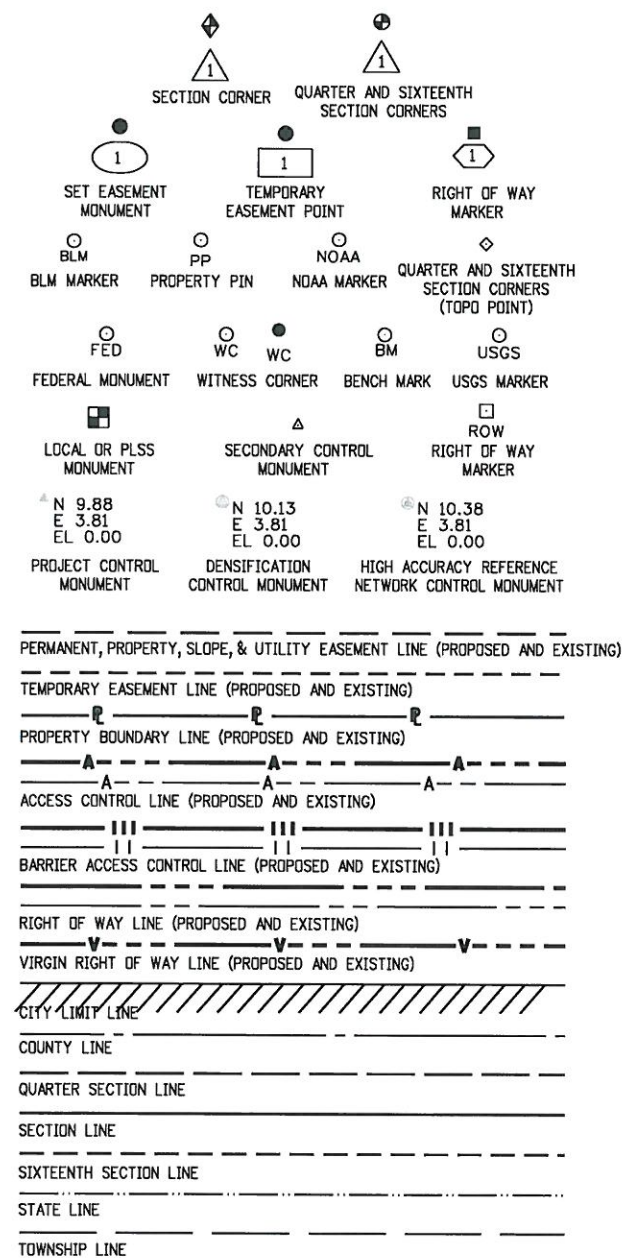 1 1
SECTION CORNER QUARTER AND SIXTEENTH
SECTION CORNERS
1 1 1
SET EASEMENT TEMPORARY RIGHT OF WAY
MONUMENT EASEMENT POINT MARKER
BLM PP NOAA
BLM MARKER PROPERTY PIN NOAA MARKER QUARTER AND SIXTEENTH
SECTION CORNERS
(TOPO POINT)
FED WC WC BM USGS
FEDERAL MONUMENT WITNESS CORNER BENCH MARK USGS MARKER
ROW
LOCAL OR PLSS SECONDARY CONTROL RIGHT OF WAY
MONUMENT MONUMENT MARKER
N 9.88 N 10.13 N 10.38
E 3.81 E 3.81 E 3.81
EL 0.00 EL 0.00 EL 0.00
PROJECT CONTROL DENSIFICATION HIGH ACCURACY REFERENCE
MONUMENT CONTROL MONUMENT NETWORK CONTROL MONUMENT
PERMANENT, PROPERTY, SLOPE, & UTILITY EASEMENT LINE (PROPOSED AND EXISTING)
TEMPORARY EASEMENT LINE (PROPOSED AND EXISTING)
PL PL PL
PROPERTY BOUNDARY LINE (PROPOSED AND EXISTING)
A A A
A A A
ACCESS CONTROL LINE (PROPOSED AND EXISTING)
BARRIER ACCESS CONTROL LINE (PROPOSED AND EXISTING)
RIGHT OF WAY LINE (PROPOSED AND EXISTING)
V V V
VIRGIN RIGHT OF WAY LINE (PROPOSED AND EXISTING)
CITY LIMIT LINE
COUNTY LINE
QUARTER SECTION LINE
SECTION LINE
SIXTEENTH SECTION LINE
STATE LINE
TOWNSHIP LINE